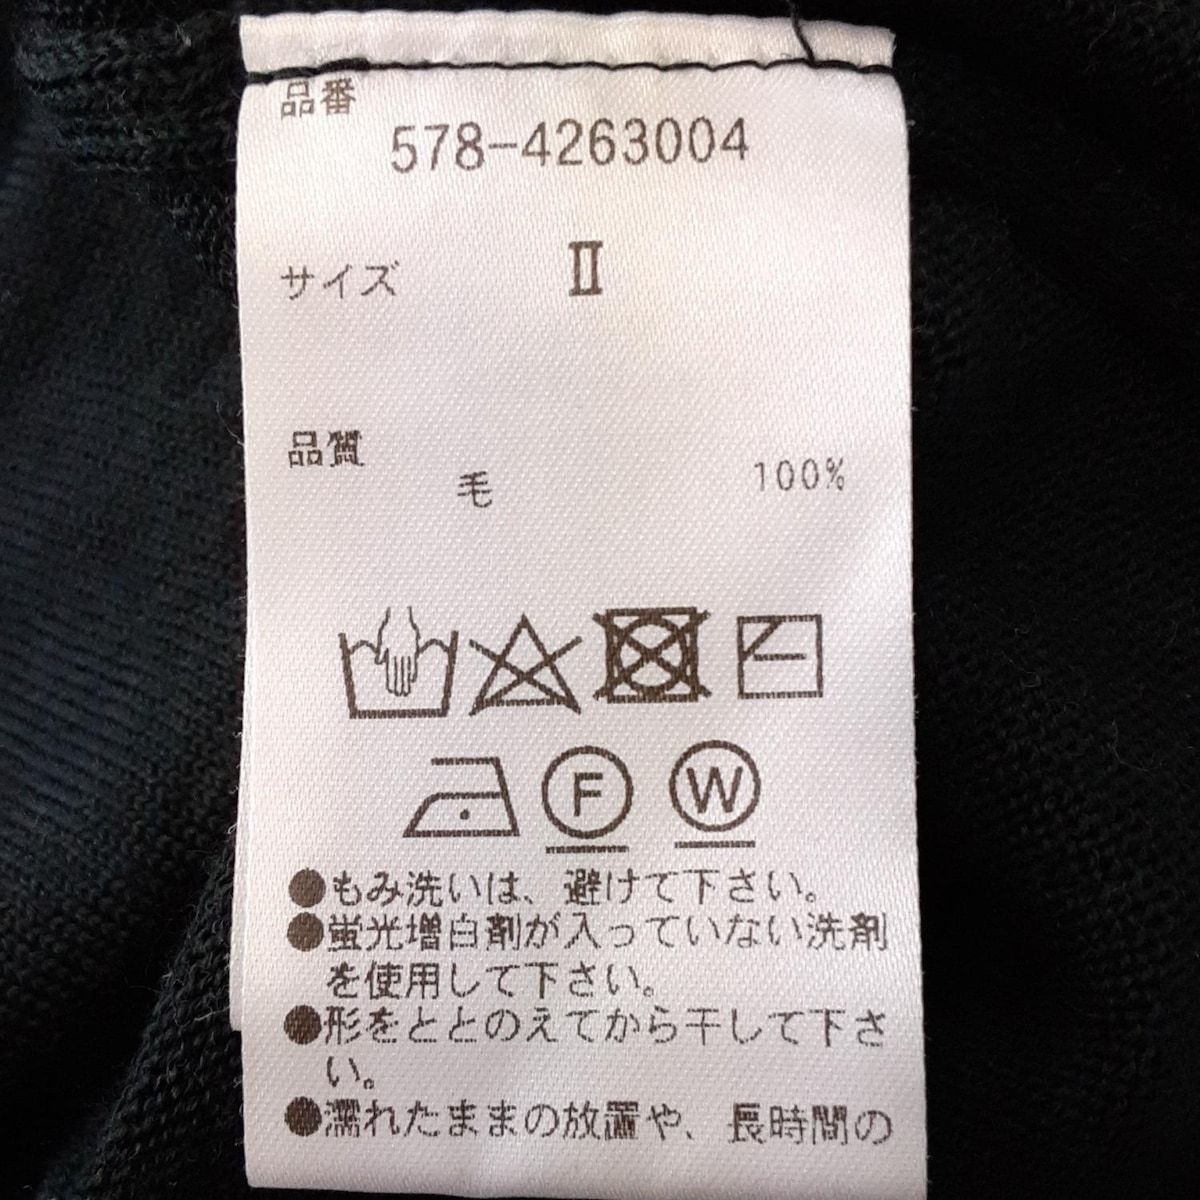 品番
578-4263004
サイズ Ⅱ
品質
毛 100%
F W
●もみ洗いは、避けて下さい。
●蛍光増白剤が入っていない洗剤
を使用して下さい。
●形をととのえてから干して下さ
い。
●濡れたままの放置や、長時間の